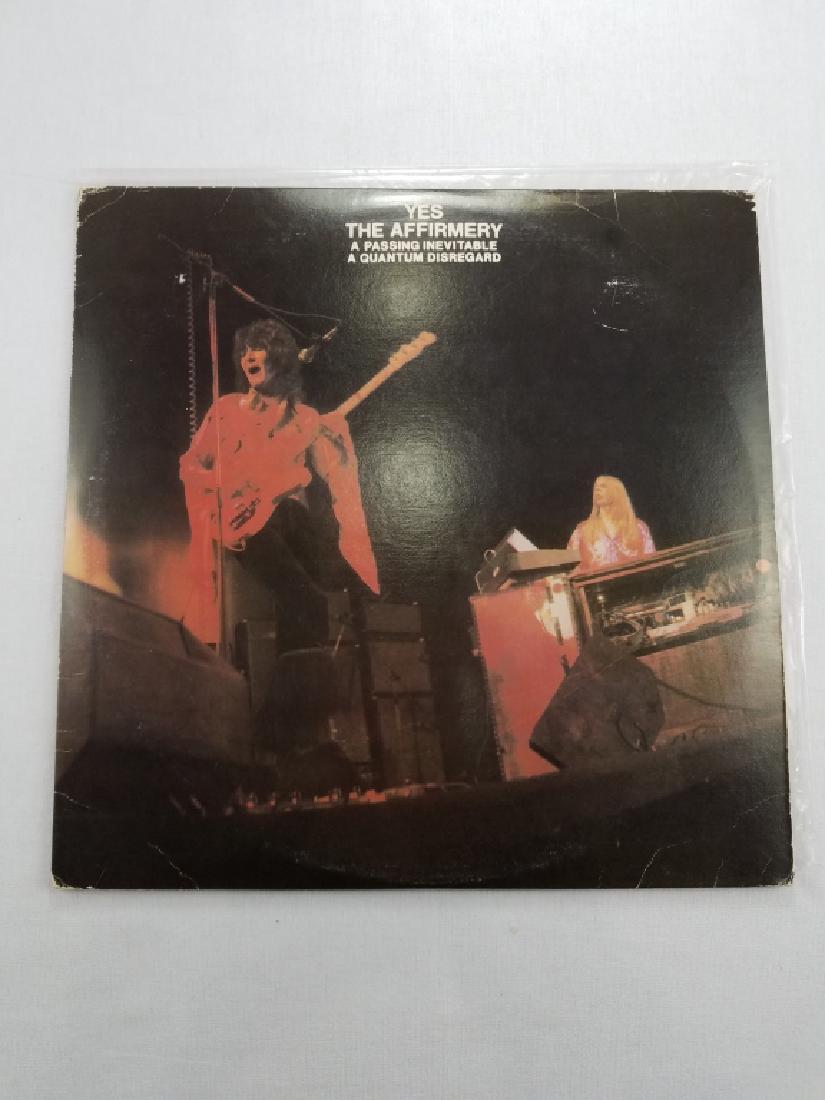 YES
THE AFFIRMERY
A PASSING INEVITABLE
A QUANTUM DISREGARD